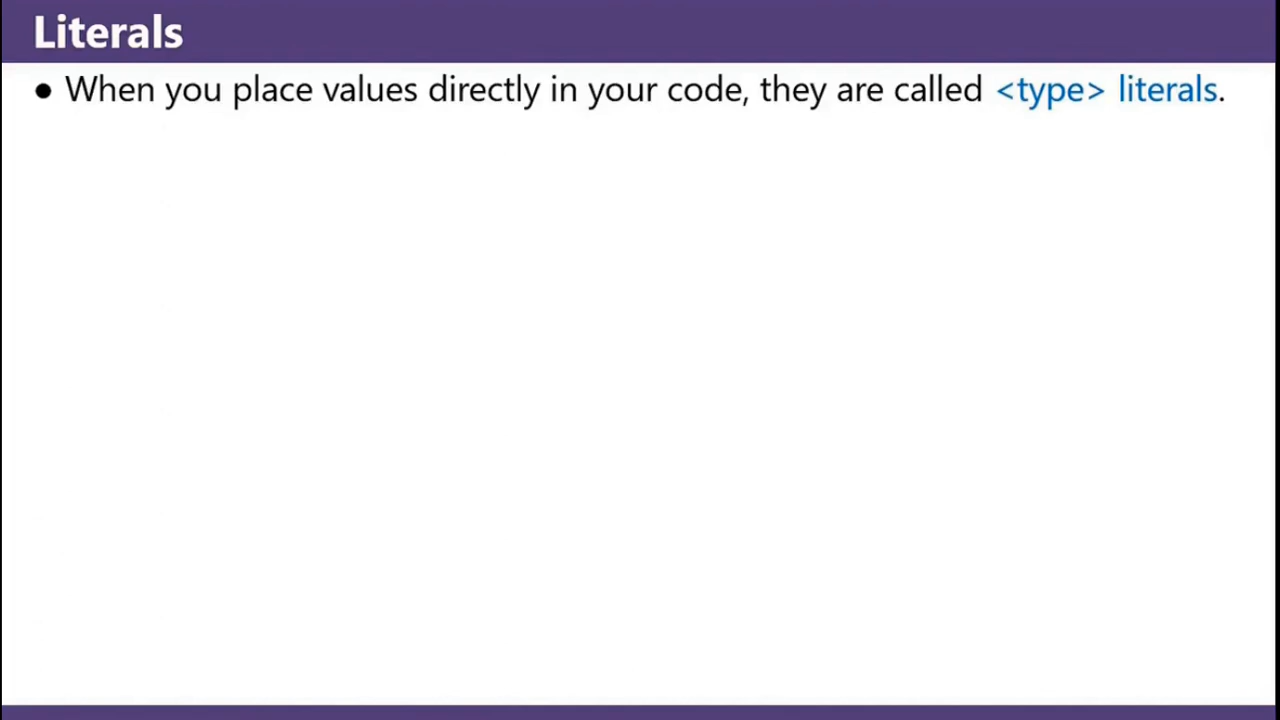 Literals
● When you place values directly in your code, they are called <type> literals.